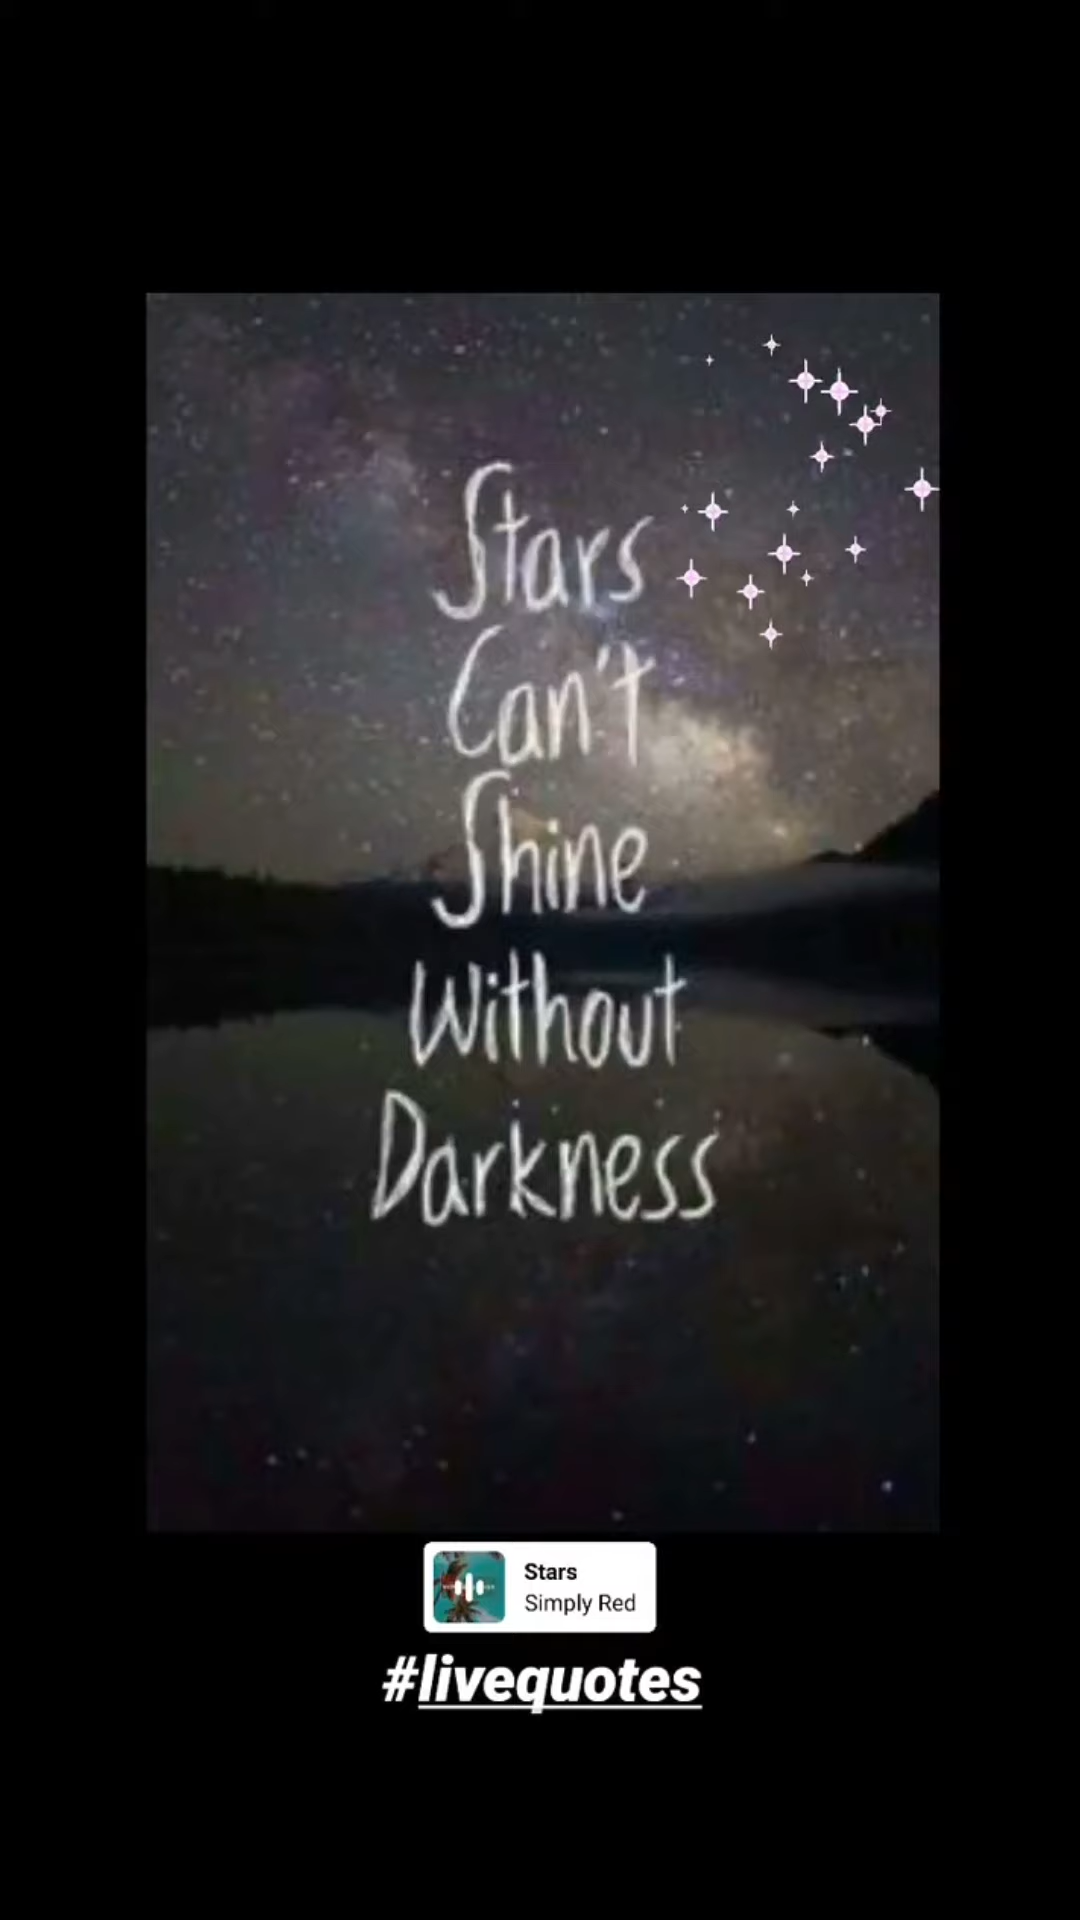 Stars
Can't
Shine
Without
Darkness
Stars
Simply Red
#livequotes